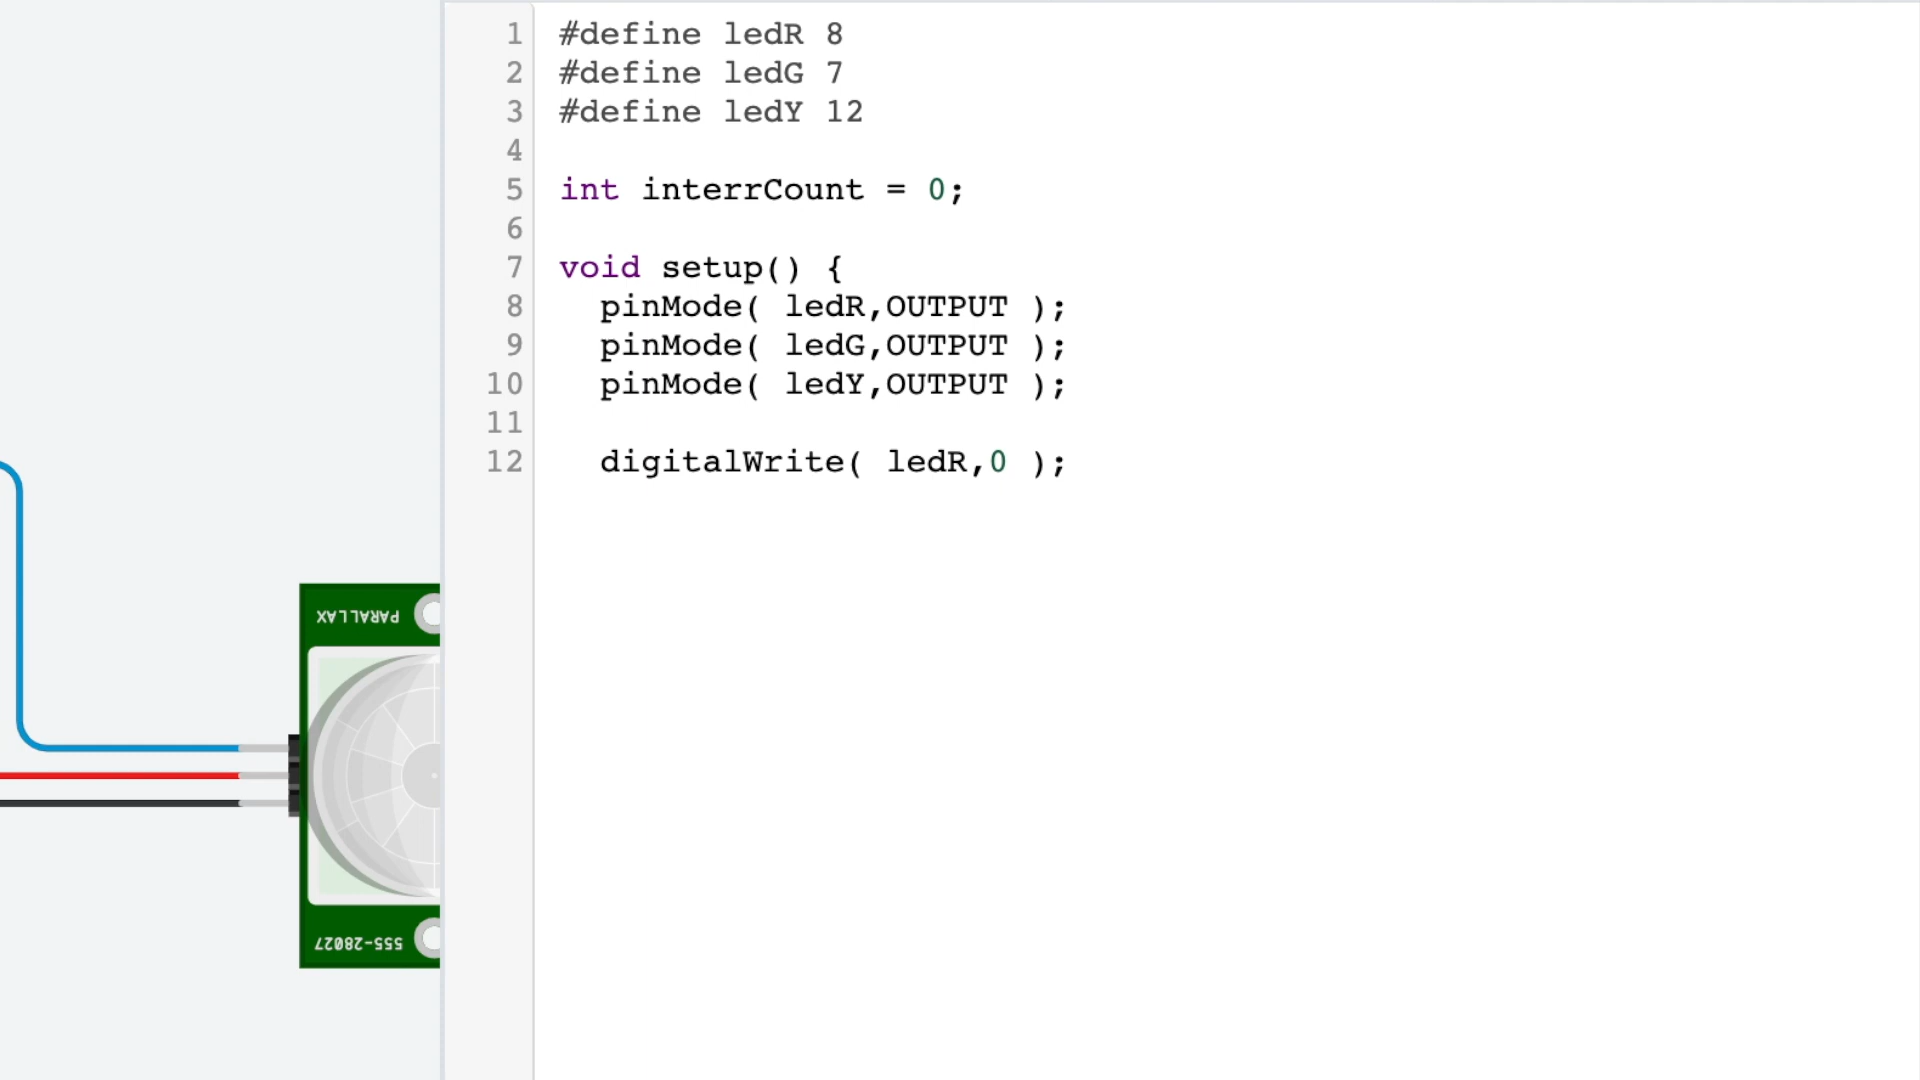 1 #define ledR 8
2 #define ledG 7
3 #define ledY 12
4
5 int interrCount = 0;
6
7 void setup() {
8 pinMode( ledR,OUTPUT );
9 pinMode( ledG,OUTPUT );
10 pinMode( ledY,OUTPUT );
11
12 digitalWrite( ledR,0 );
PARALLAX
555-28027